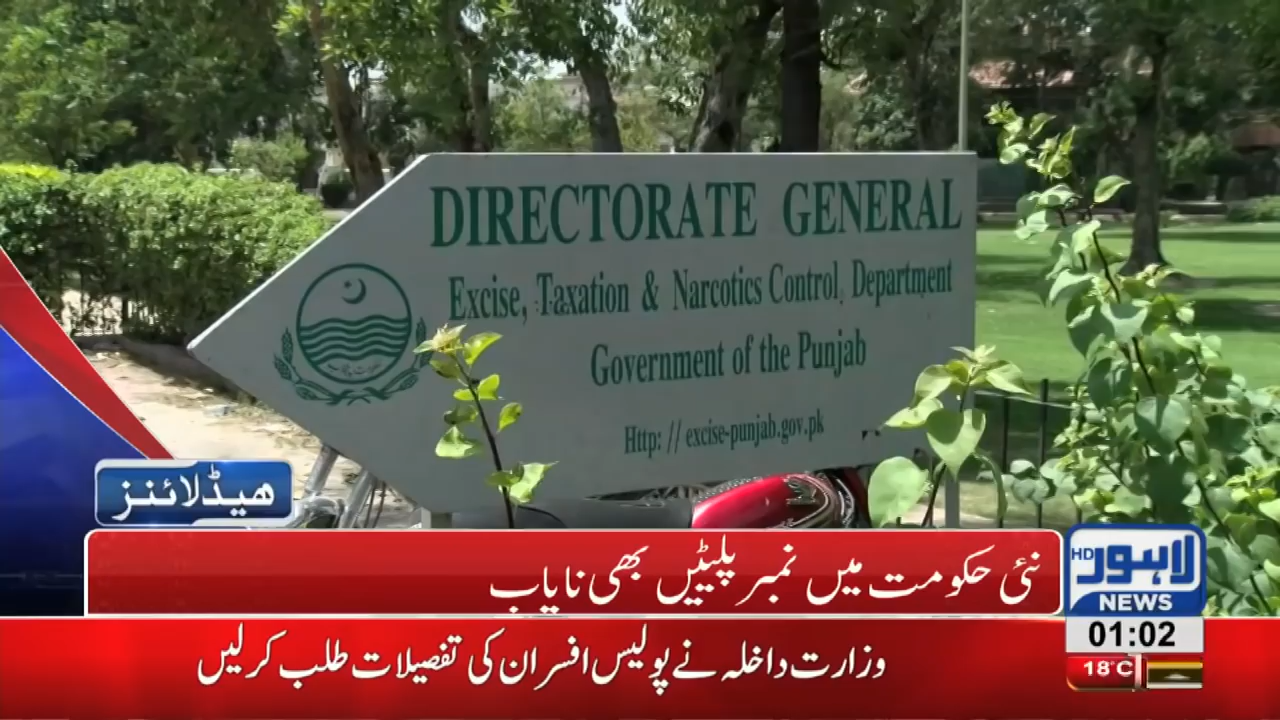 DIRECTORATE GENERAL
Excise, Taxation & Narcotics Control, Department
Government of the Punjab
Http: // excise-punjab.gov.pk
ھیڈلائنز
نئی حکومت میں نمبر پلیٹیں بھی نایاب
HD
لاہور
NEWS
01:02
18°C
وزارت داخلہ نے پولیس افسران کی تفصیلات طلب کرلیں